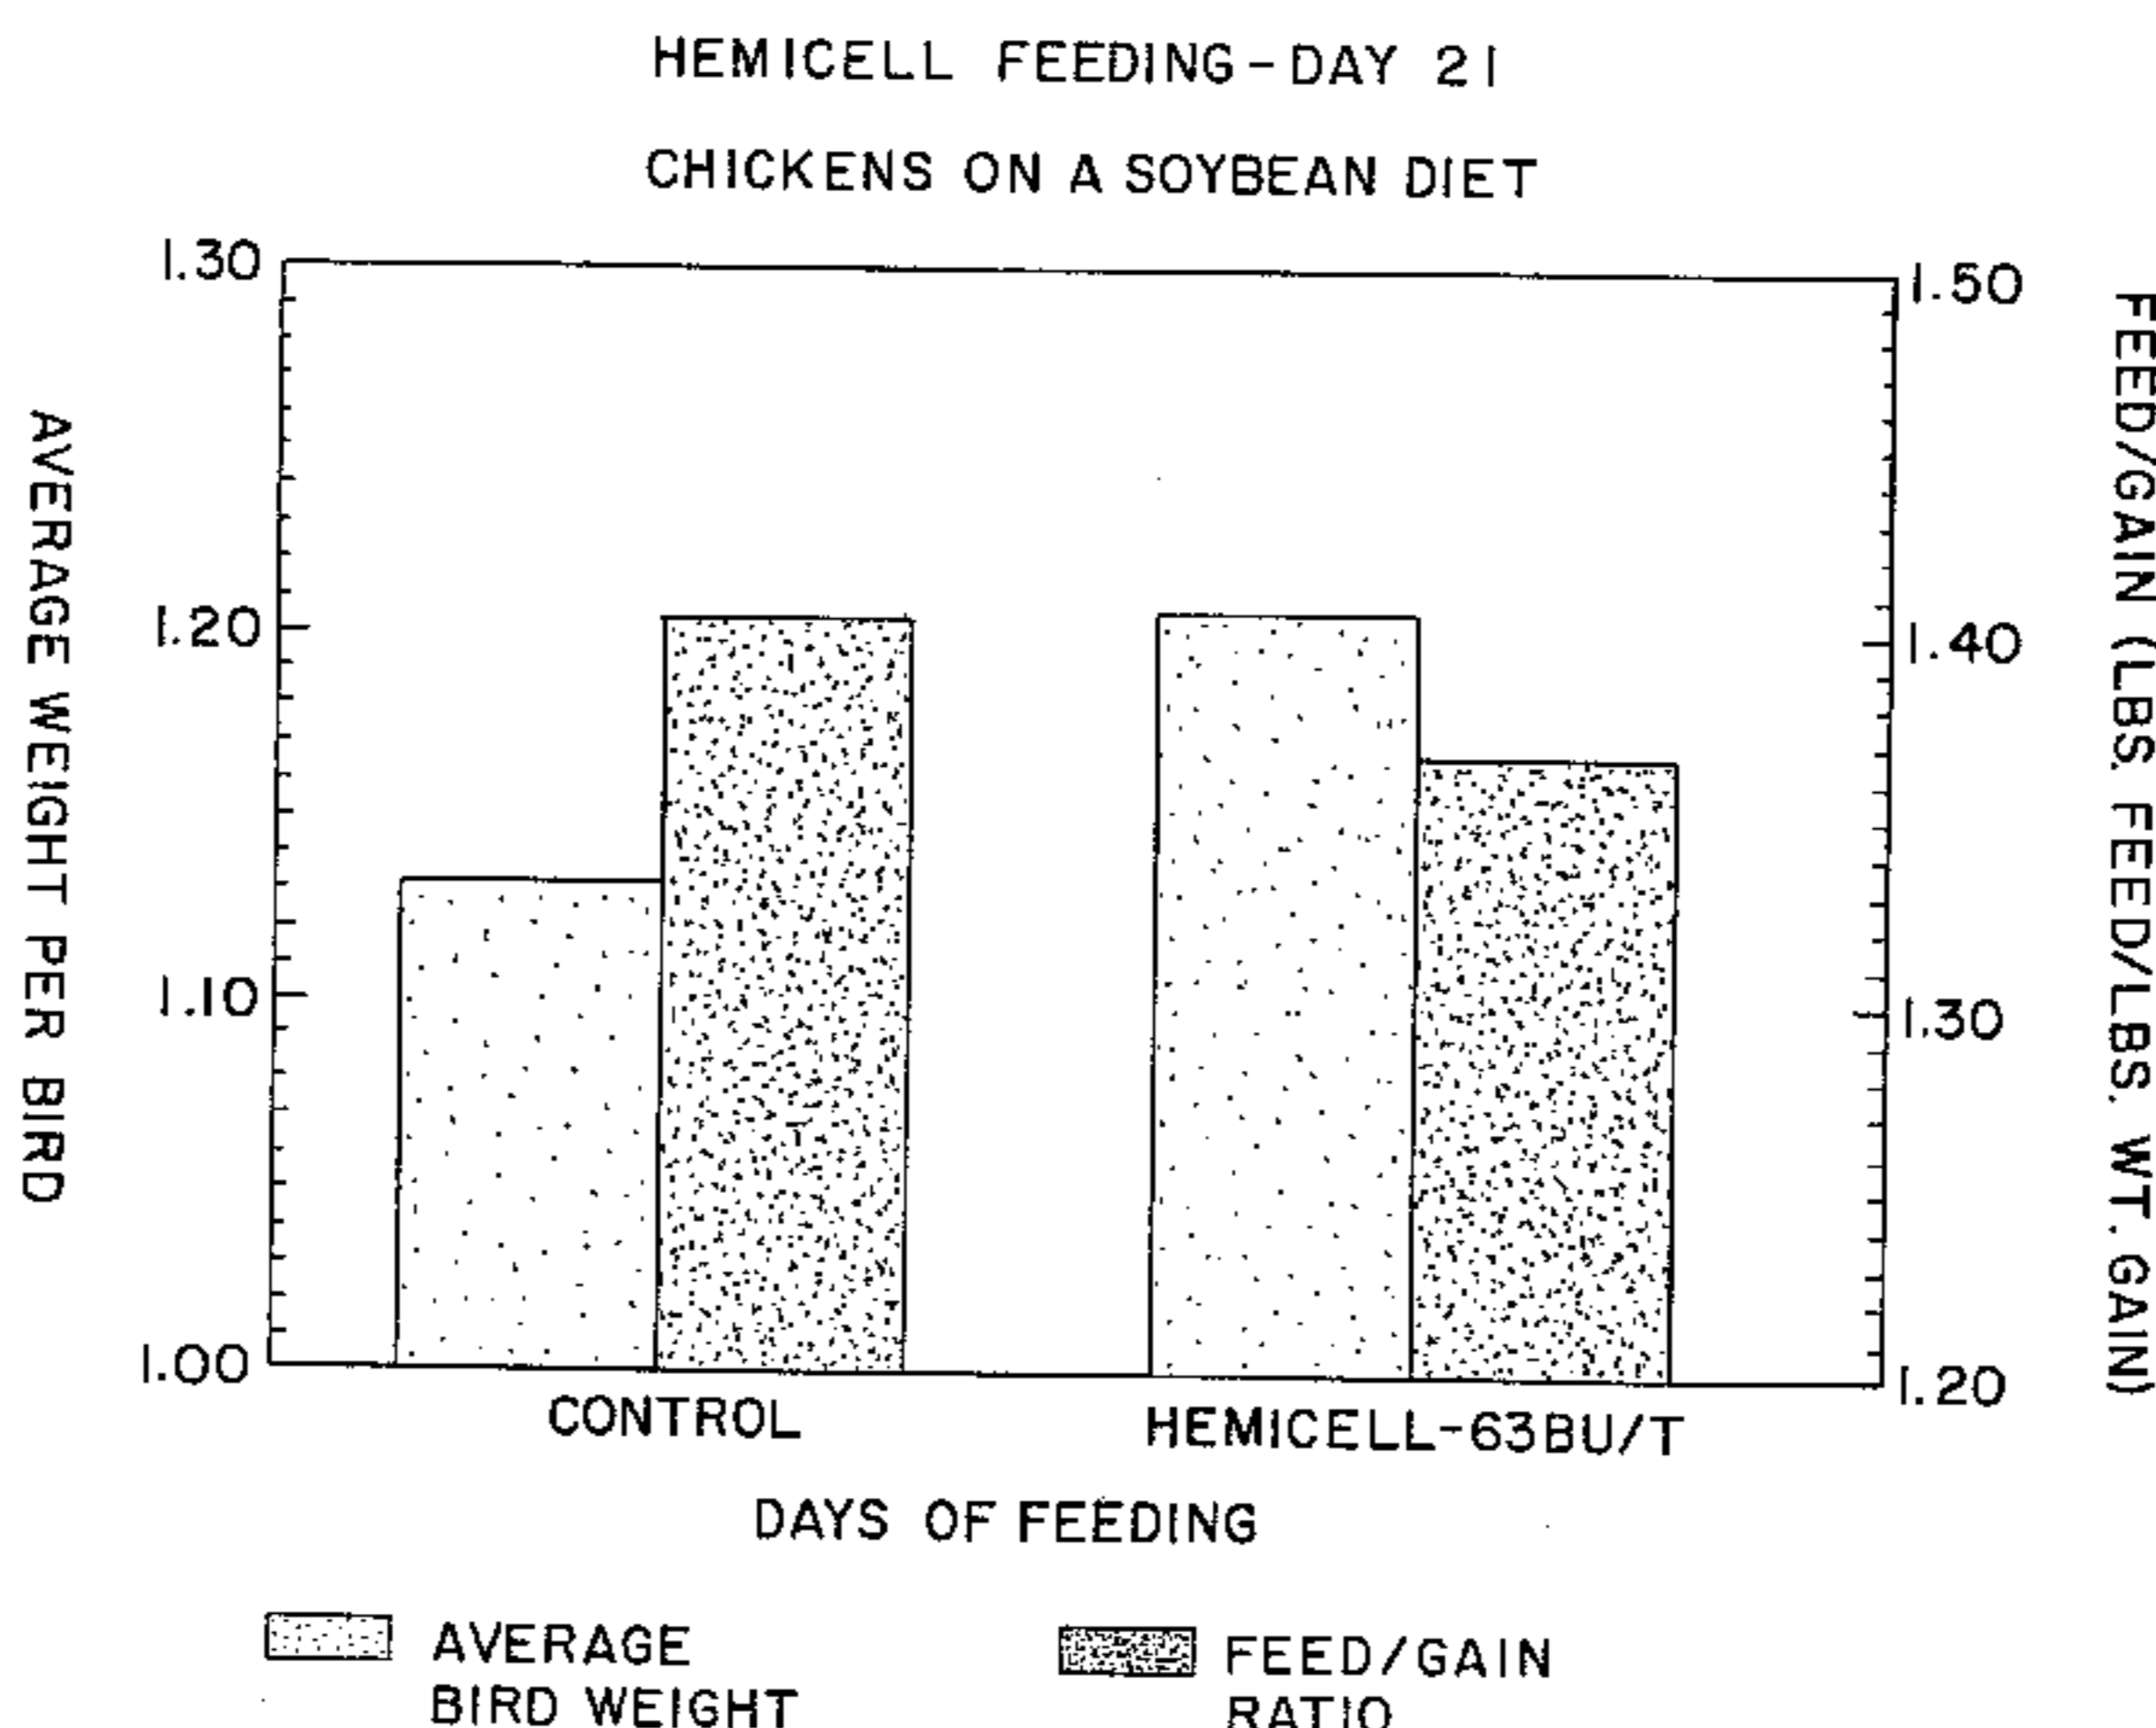 HEMICELL FEEDING-DAY 21
CHICKENS ON A SOYBEAN DIET
1.30
1.20
1.10
1.00
AVERAGE WEIGHT PER BIRD
1.50
1.40
1.30
1.20
FEED/GAIN (LBS. FEED/LBS. WT. GAIN)
CONTROL
HEMICELL-63BU/T
DAYS OF FEEDING
AVERAGE
BIRD WEIGHT
FEED/GAIN
RATIO